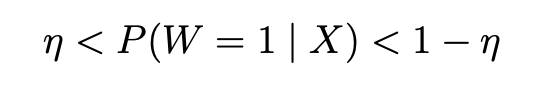 η < P(W = 1 | X) < 1 − η